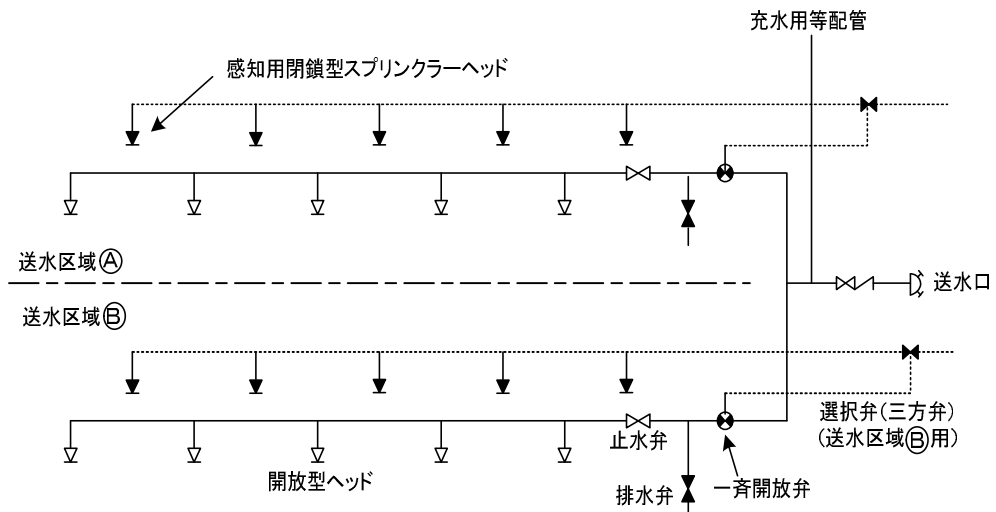 充水用等配管
感知用閉鎖型スプリンクラーヘッド
送水区域Ⓐ
送水口
送水区域Ⓑ
選択弁(三方弁)
(送水区域Ⓑ用)
止水弁
開放型ヘッド
排水弁
一斉開放弁